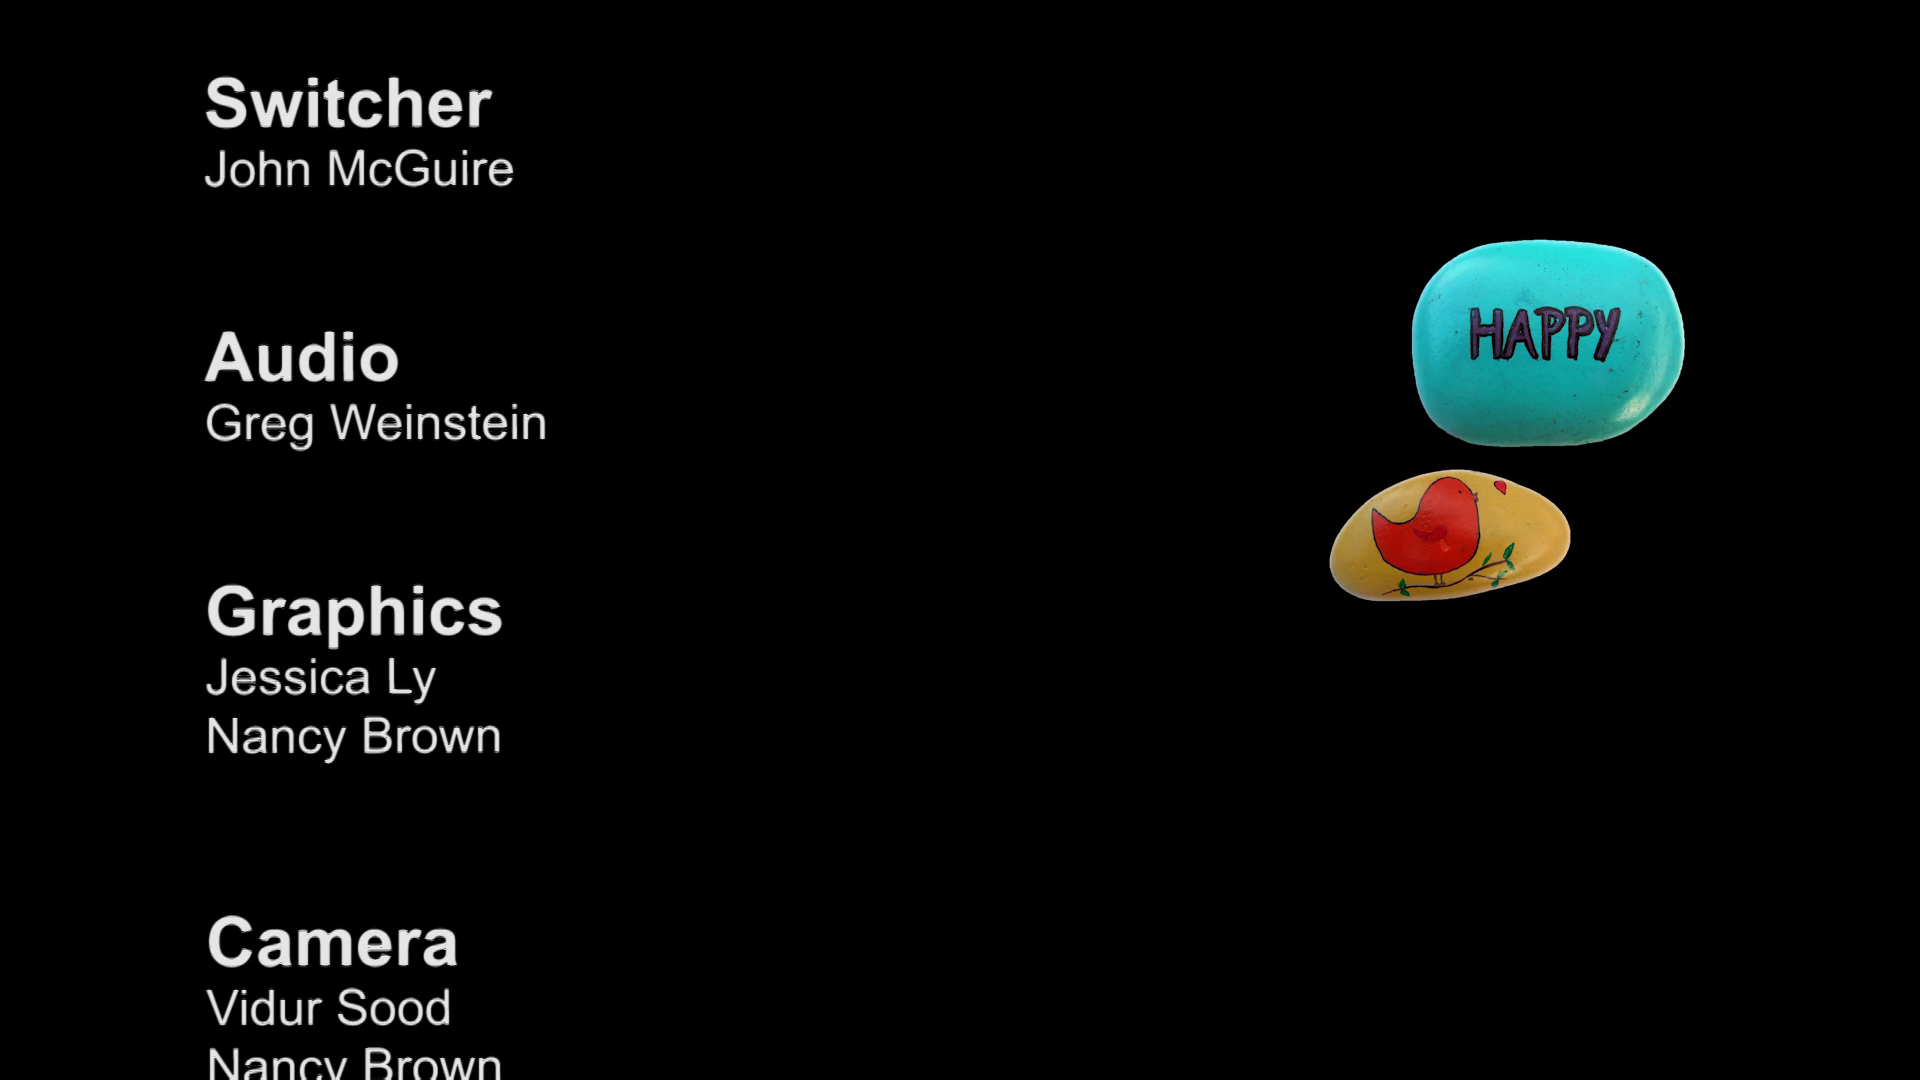 Switcher
John McGuire
Audio
Greg Weinstein
Graphics
Jessica Ly
Nancy Brown
Camera
Vidur Sood
Nancy Brown
HAPPY